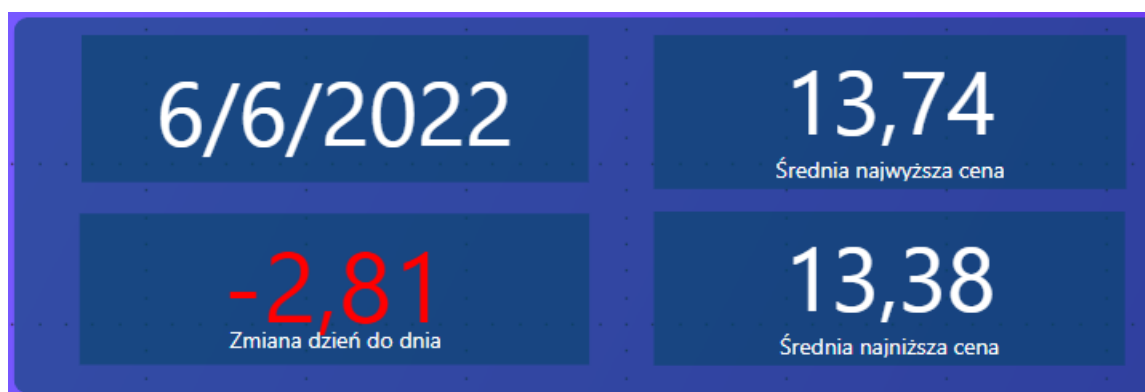 6/6/2022
13,74
Średnia najwyższa cena
-2,81
Zmiana dzień do dnia
13,38
Średnia najniższa cena